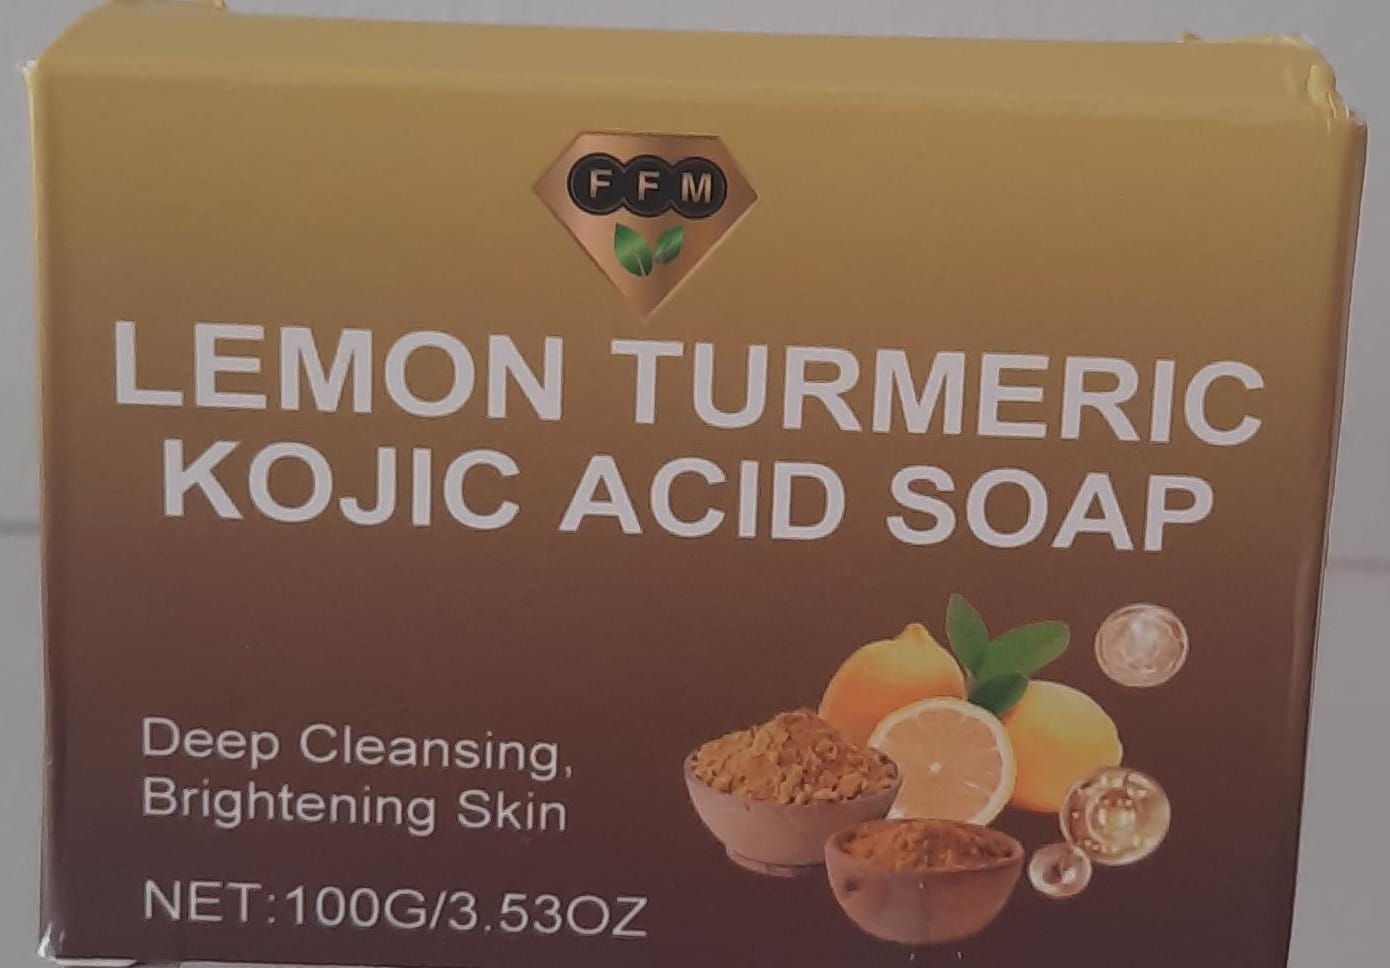 FFM
LEMON TURMERIC
KOJIC ACID SOAP
Deep Cleansing,
Brightening Skin
NET:100G/3.53OZ